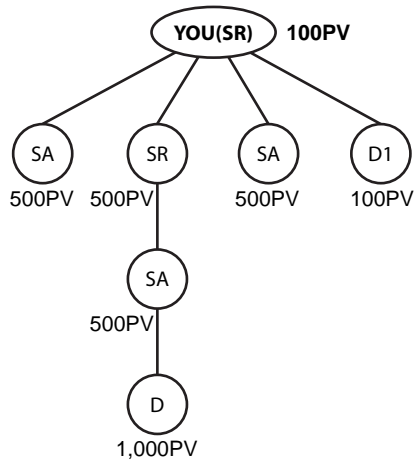 YOU(SR) 100PV
SA SR SA D1
500PV 500PV 500PV 100PV
SA
500PV
D
1,000PV